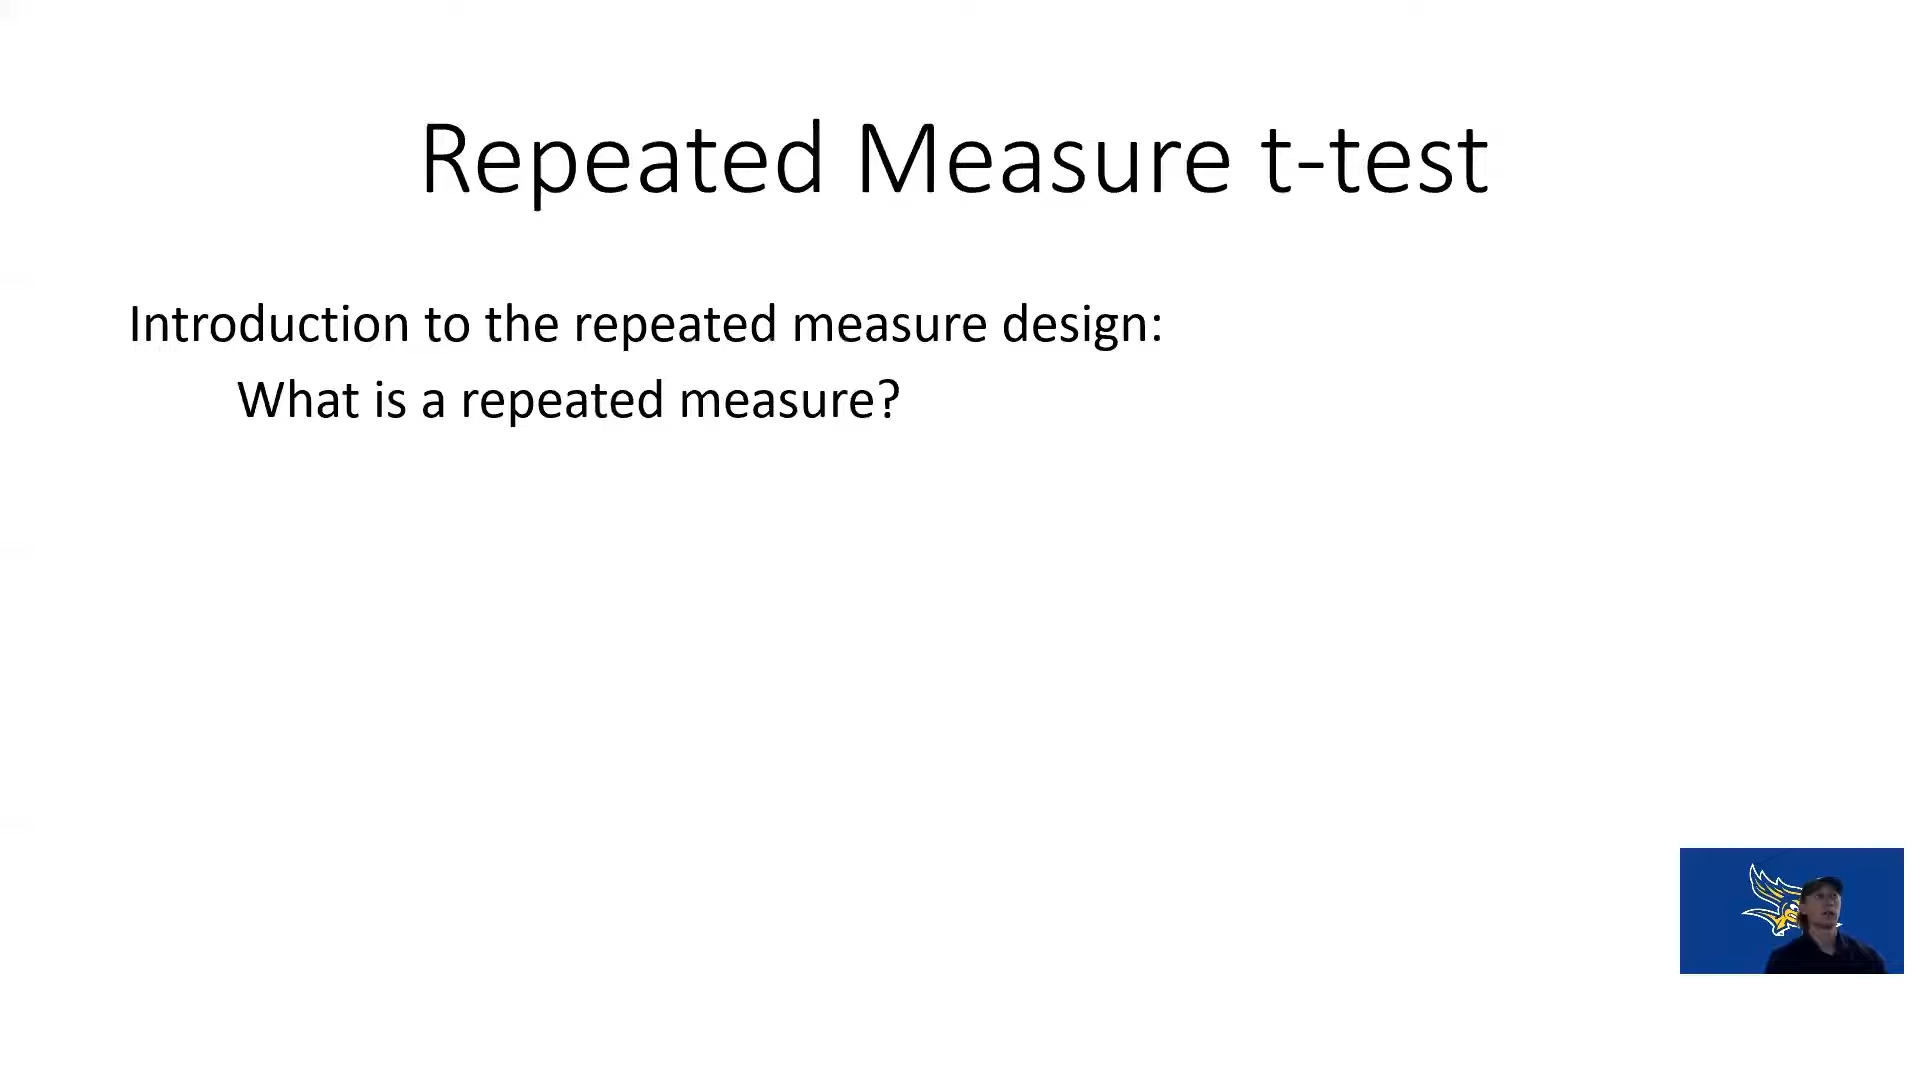 Repeated Measure t-test
Introduction to the repeated measure design:
What is a repeated measure?